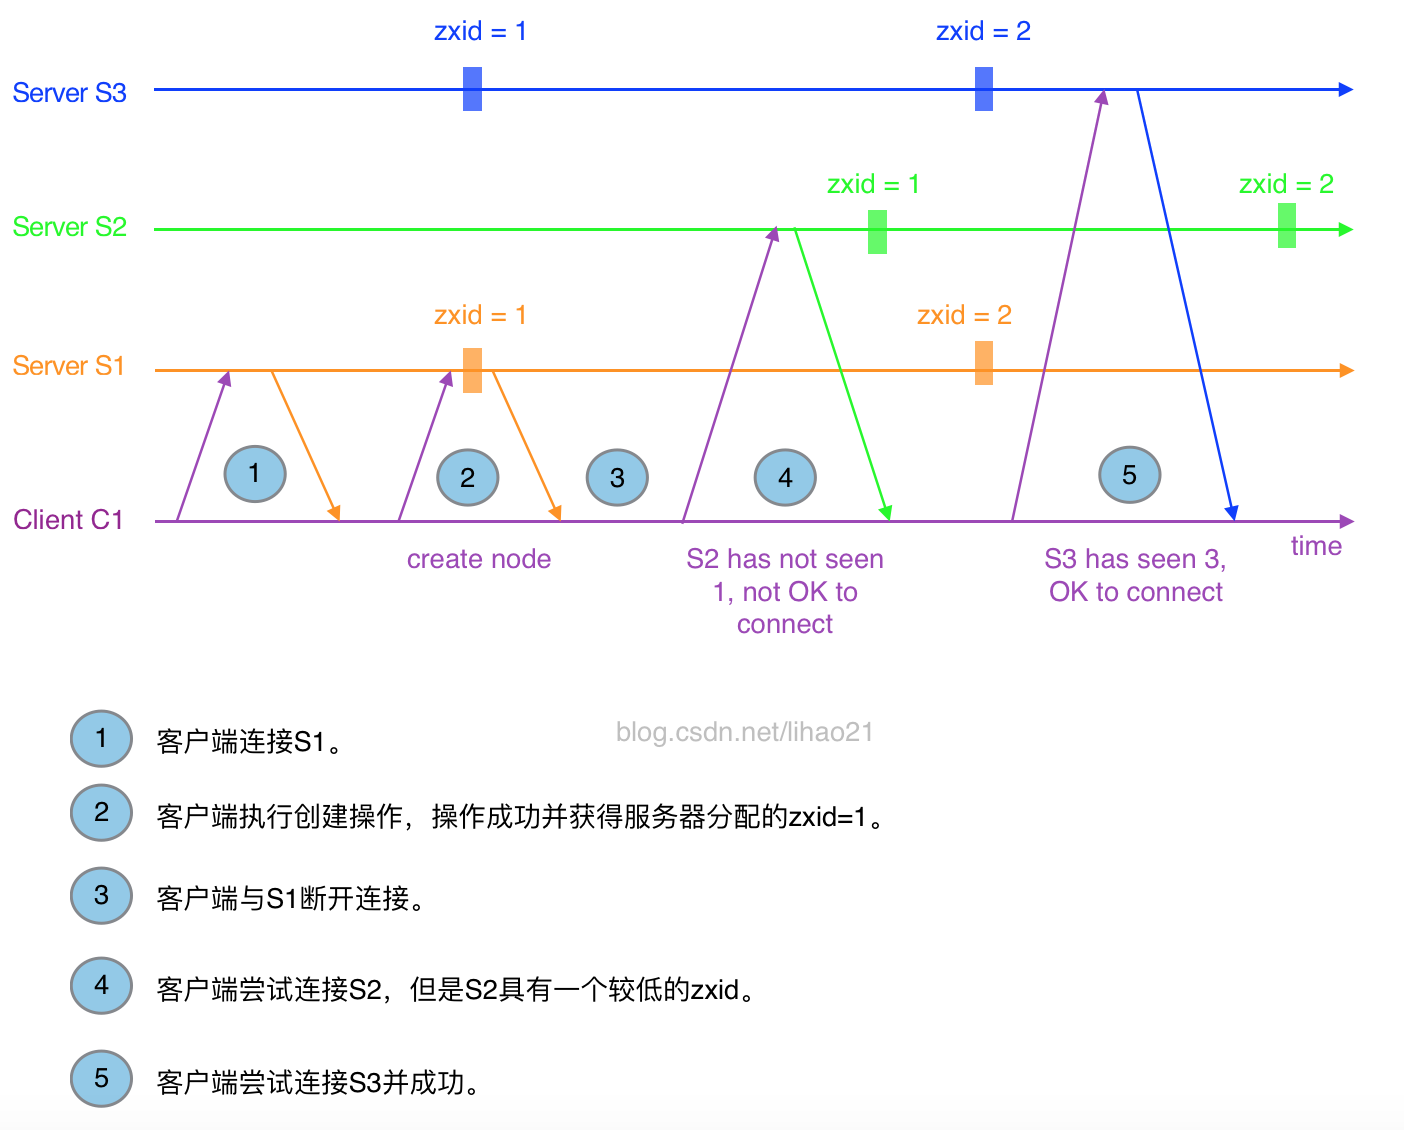 zxid = 1
zxid = 2
Server S3
zxid = 1
zxid = 2
Server S2
zxid = 1
zxid = 2
Server S1
1
2
3
4
5
Client C1
time
create node
S2 has not seen
1, not OK to
connect
S3 has seen 3,
OK to connect
blog.csdn.net/lihao21
1 客户端连接S1。
2 客户端执行创建操作，操作成功并获得服务器分配的zxid=1。
3 客户端与S1断开连接。
4 客户端尝试连接S2，但是S2具有一个较低的zxid。
5 客户端尝试连接S3并成功。